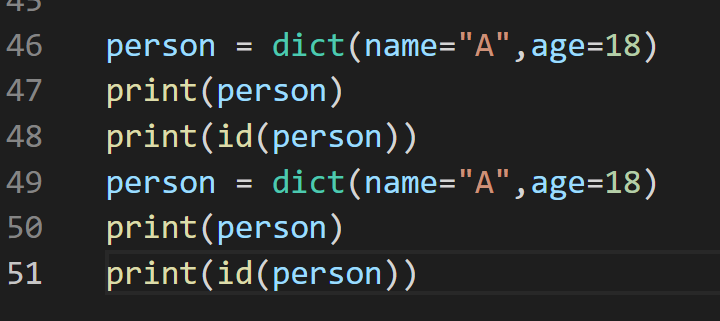 45
46 person = dict(name="A",age=18)
47 print(person)
48 print(id(person))
49 person = dict(name="A",age=18)
50 print(person)
51 print(id(person))